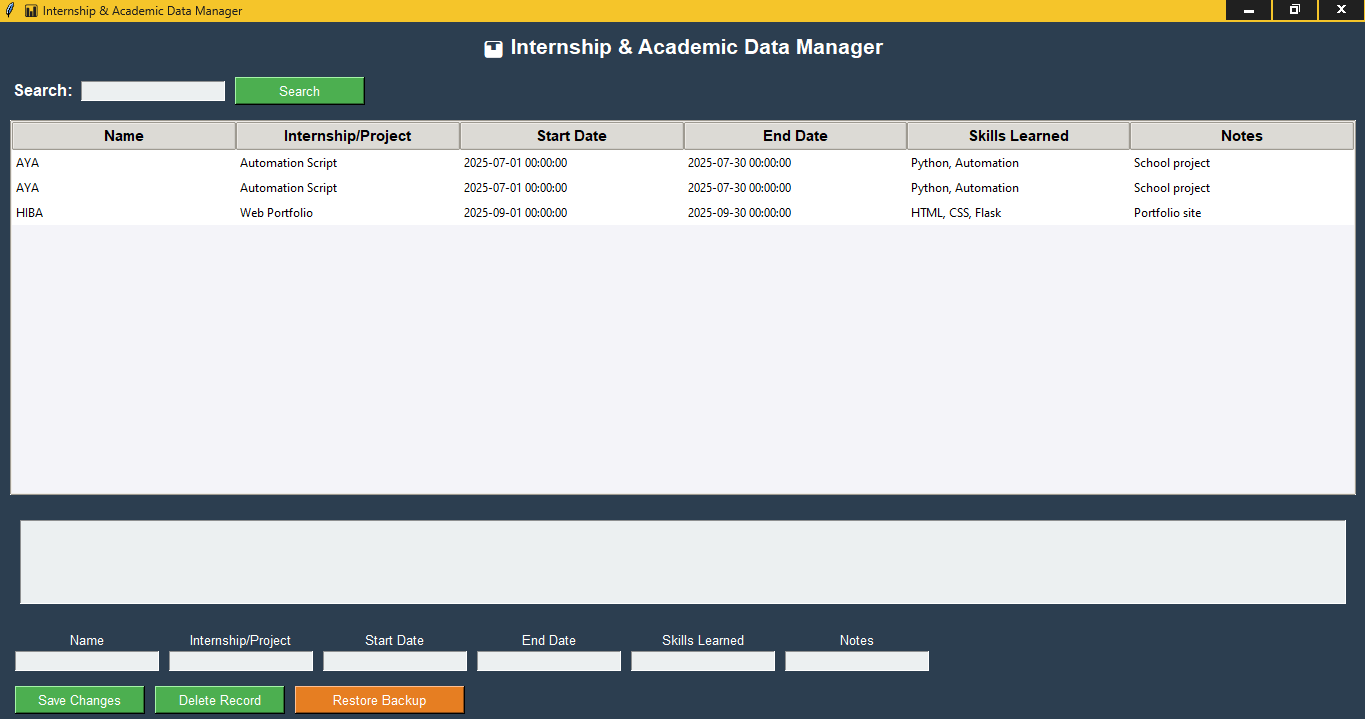 Internship & Academic Data Manager
Internship & Academic Data Manager
Search: Search
Name Internship/Project Start Date End Date Skills Learned Notes
AYA Automation Script 2025-07-01 00:00:00 2025-07-30 00:00:00 Python, Automation School project
AYA Automation Script 2025-07-01 00:00:00 2025-07-30 00:00:00 Python, Automation School project
HIBA Web Portfolio 2025-09-01 00:00:00 2025-09-30 00:00:00 HTML, CSS, Flask Portfolio site
Name Internship/Project Start Date End Date Skills Learned Notes
Save Changes Delete Record Restore Backup